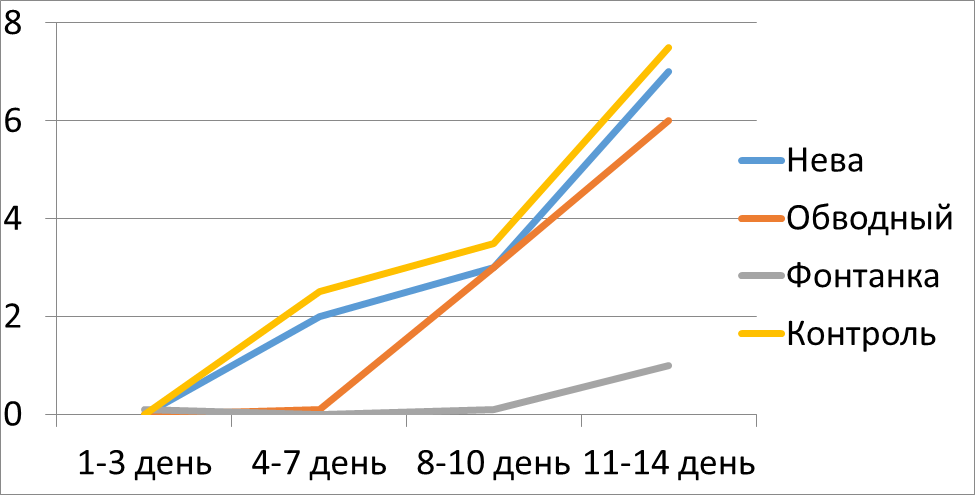 8
6
4
2
0
1-3 день
4-7 день
8-10 день
11-14 день
Нева
Обводный
Фонтанка
Контроль